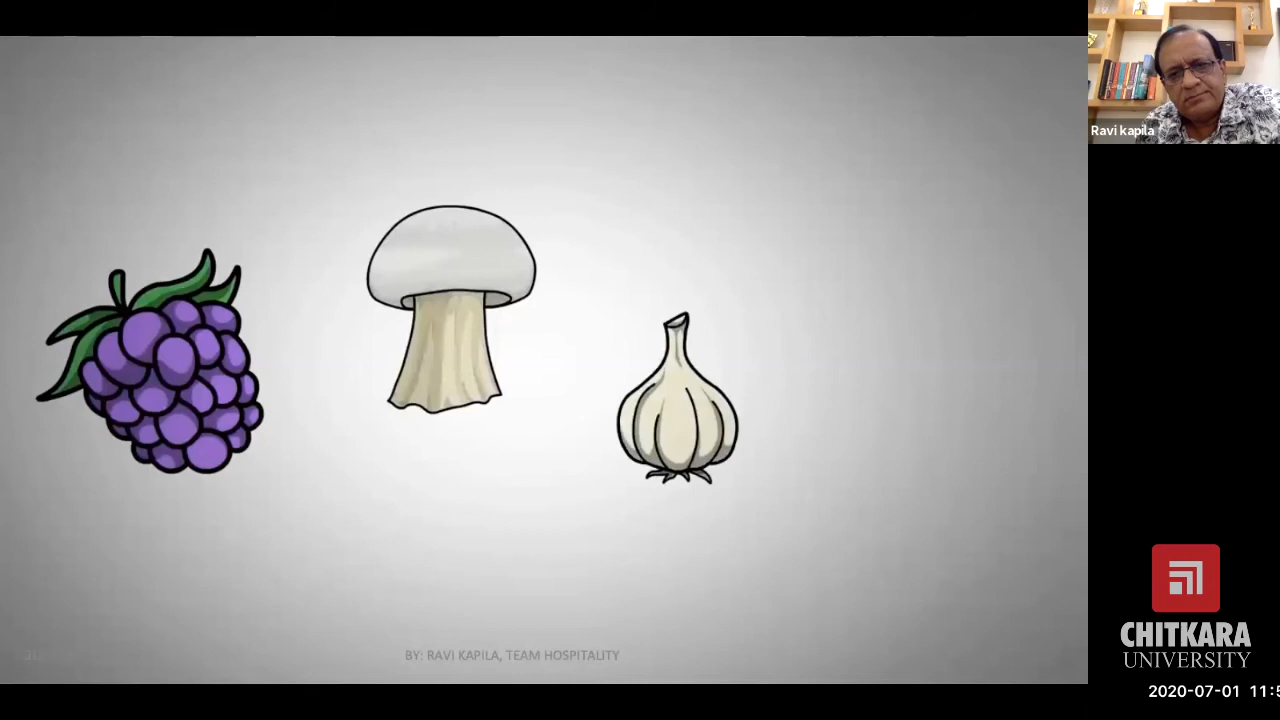 Ravi kapila
BY: RAVI KAPILA, TEAM HOSPITALITY
CHITKARA
UNIVERSITY
2020-07-01 11:5